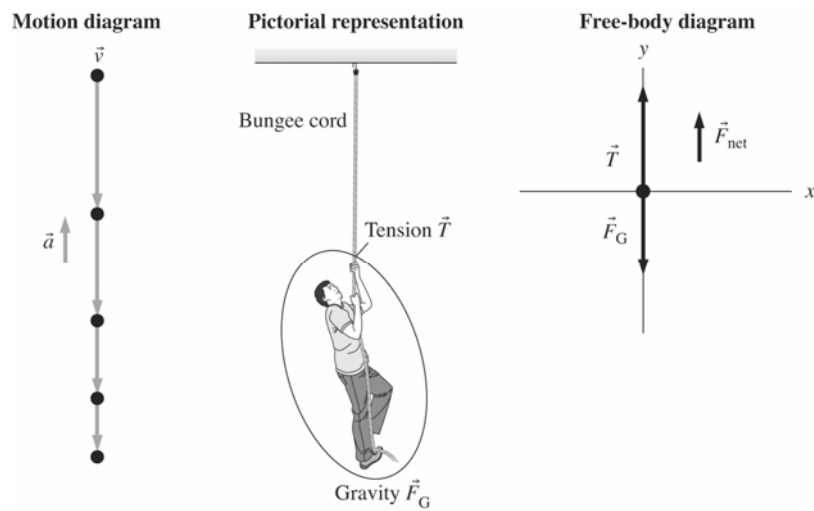 Motion diagram
Pictorial representation
Free-body diagram
v⃗
a⃗
Bungee cord
Tension T⃗
Gravity F⃗G
y
T⃗
F⃗net
x
F⃗G